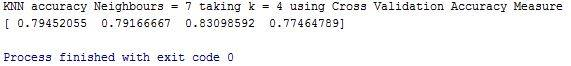 KNN accuracy Neighbours = 7 taking k = 4 using Cross Validation Accuracy Measure
[ 0.79452055  0.79166667  0.83098592  0.77464789]
Process finished with exit code 0